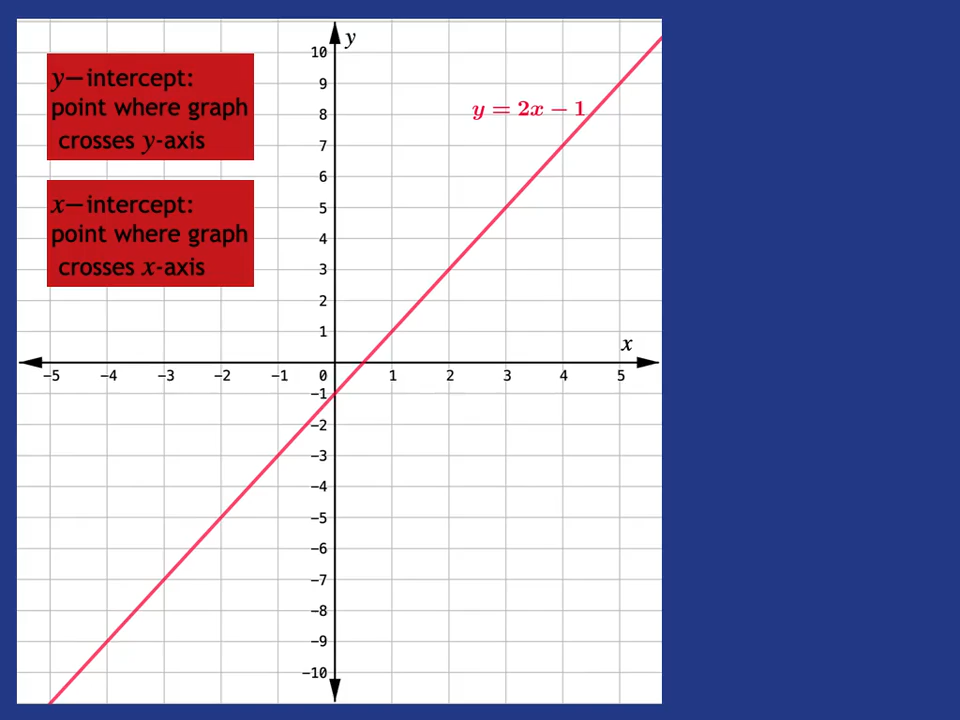 y
y—intercept:
point where graph
crosses y-axis
y = 2x − 1
x—intercept:
point where graph
crosses x-axis
10
9
8
7
6
5
4
3
2
1
x
−5 −4 −3 −2 −1 0 1 2 3 4 5
−1
−2
−3
−4
−5
−6
−7
−8
−9
−10